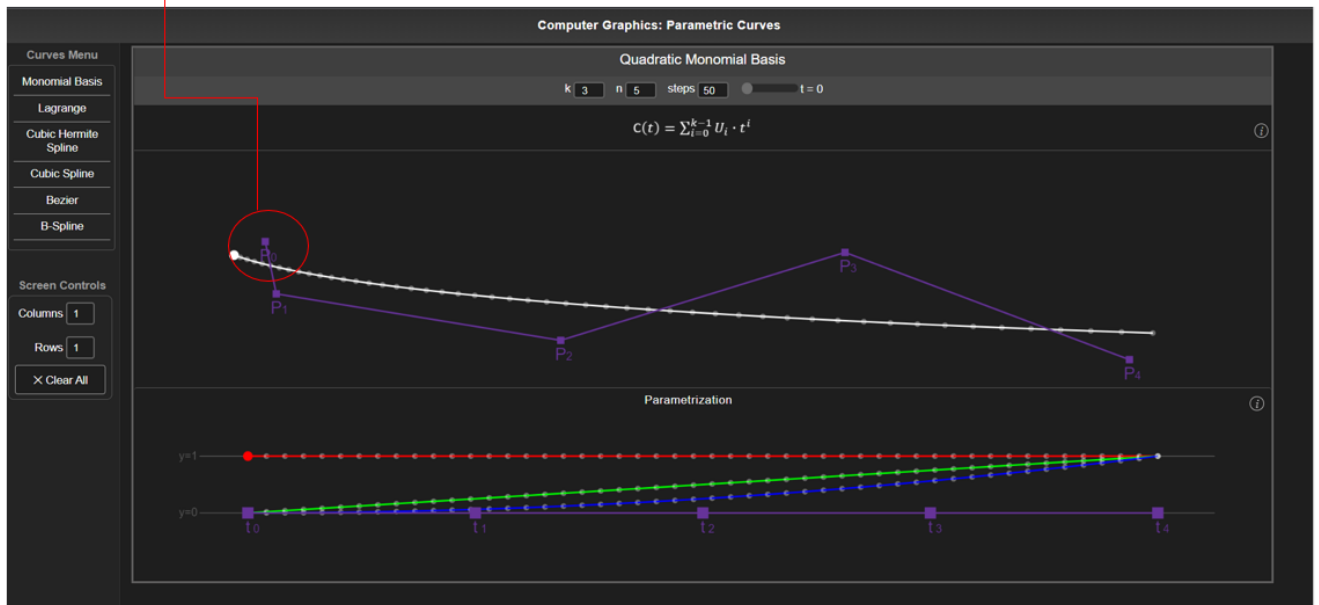 Computer Graphics: Parametric Curves
Curves Menu
Monomial Basis
Lagrange
Cubic Hermite
Spline
Cubic Spline
Bezier
B-Spline
Screen Controls
Columns 1
Rows 1
× Clear All
Quadratic Monomial Basis
k 3 n 5 steps 50 t = 0
C(t) = ∑ᵢ₌₀ᵏ⁻¹ Uᵢ · tⁱ
i
P0
P1
P2
P3
P4
Parametrization
i
y=1
y=0
t0 t1 t2 t3 t4